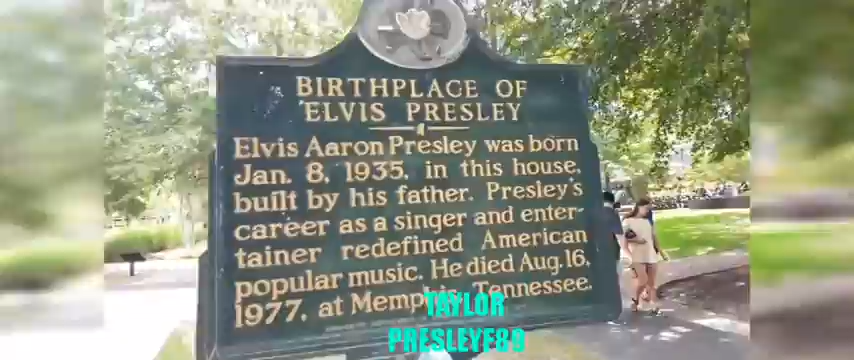 BIRTHPLACE OF
ELVIS PRESLEY
Elvis Aaron Presley was born
Jan. 8, 1935, in this house,
built by his father. Presley's
career as a singer and enter-
tainer redefined American
popular music. He died Aug. 16,
1977, at Memphis, Tennessee.
TAYLOR
PRESLEYF89